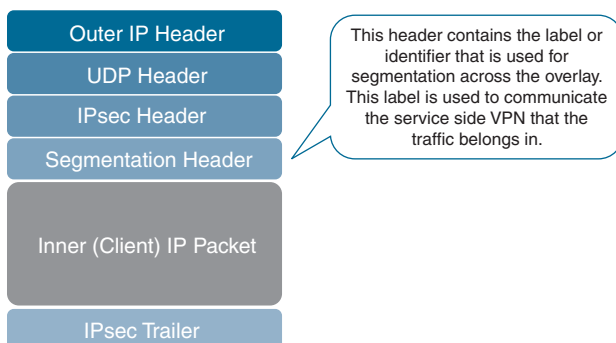 Outer IP Header
UDP Header
IPsec Header
Segmentation Header
Inner (Client) IP Packet
IPsec Trailer
This header contains the label or
identifier that is used for
segmentation across the overlay.
This label is used to communicate
the service side VPN that the
traffic belongs in.